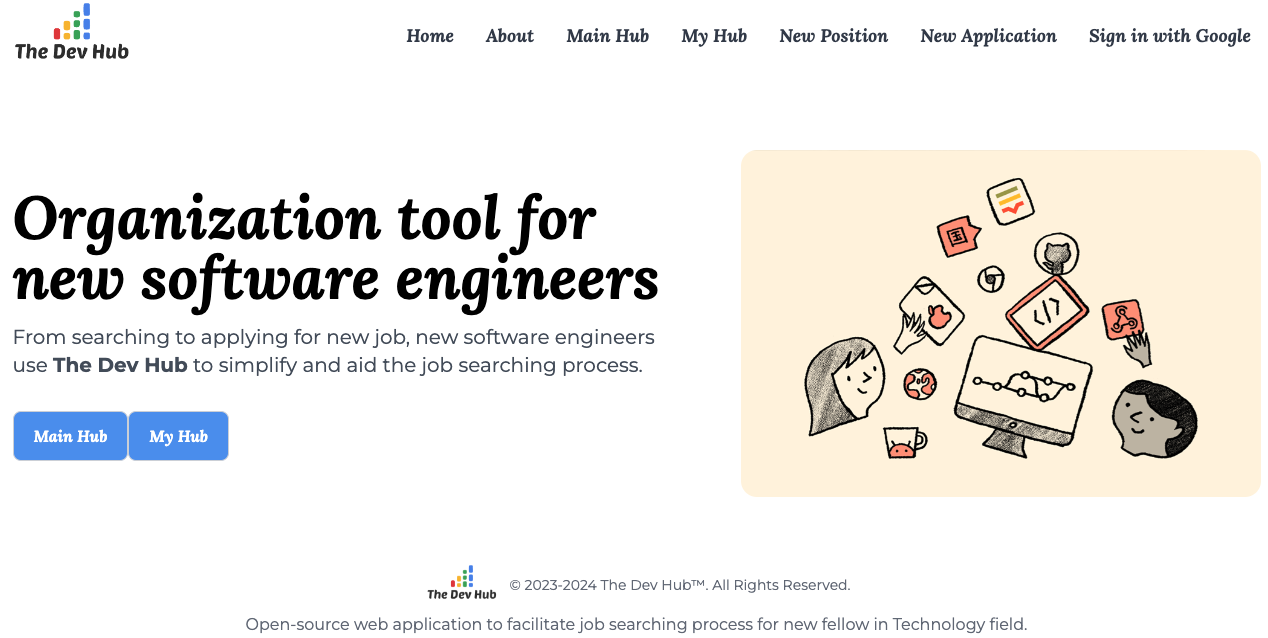 The Dev Hub
Home About Main Hub My Hub New Position New Application Sign in with Google
Organization tool for
new software engineers
From searching to applying for new job, new software engineers
use The Dev Hub to simplify and aid the job searching process.
Main Hub My Hub
国
</>
The Dev Hub © 2023-2024 The Dev Hub™. All Rights Reserved.
Open-source web application to facilitate job searching process for new fellow in Technology field.